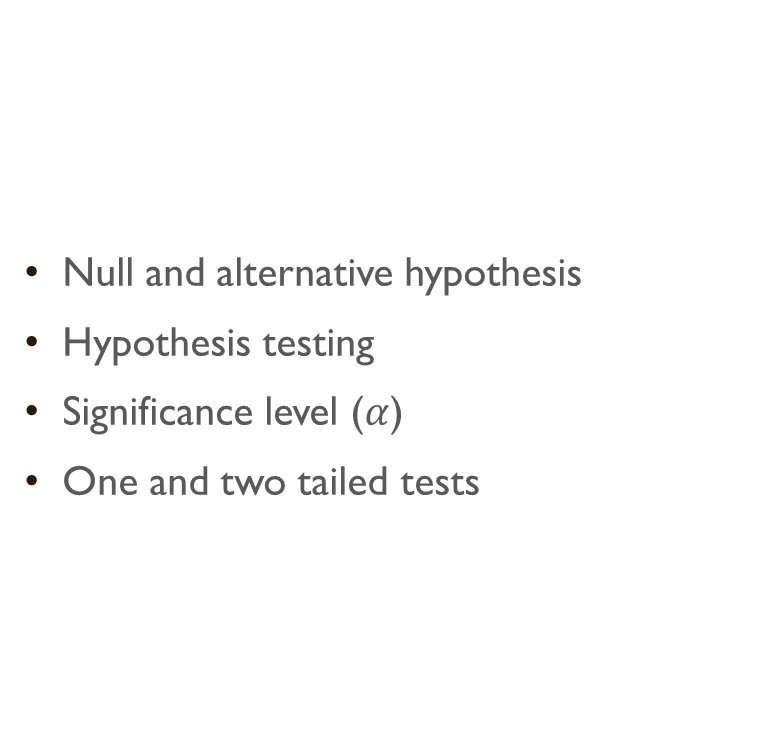 • Null and alternative hypothesis
• Hypothesis testing
• Significance level (α)
• One and two tailed tests